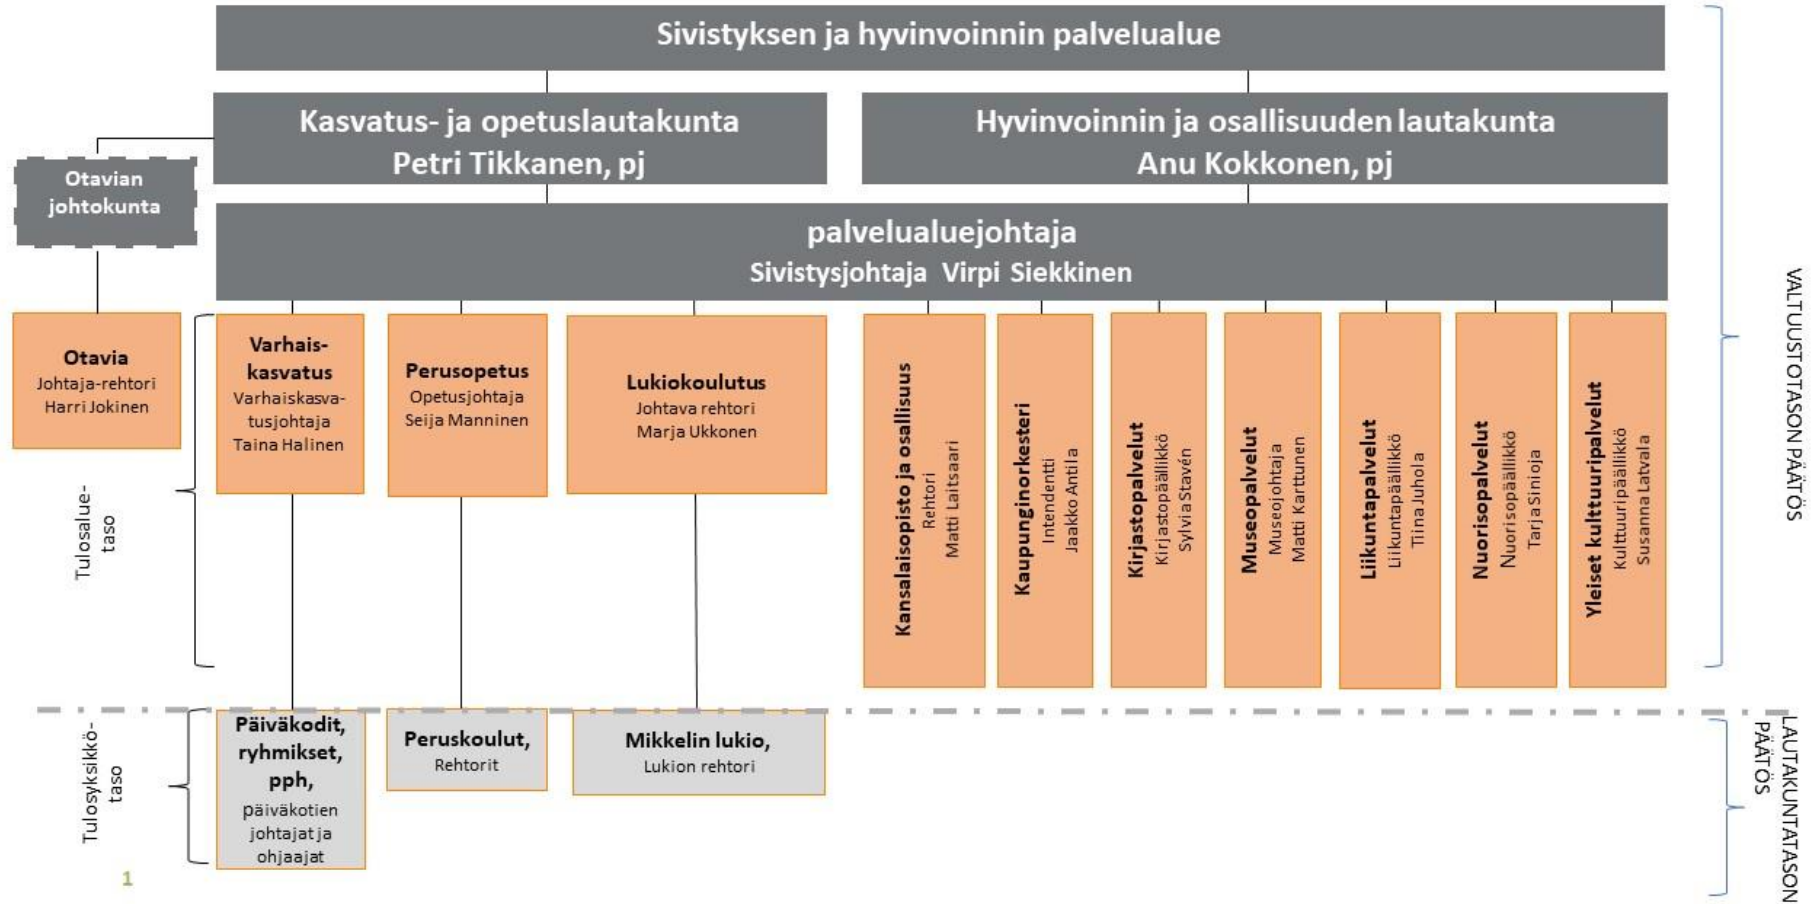 Sivistyksen ja hyvinvoinnin palvelualue
Kasvatus- ja opetuslautakunta
Petri Tikkanen, pj
Hyvinvoinnin ja osallisuuden lautakunta
Anu Kokkonen, pj
Otavian
johtokunta
palvelualuejohtaja
Sivistysjohtaja Virpi Siekkinen
Otavia
Johtaja-rehtori
Harri Jokinen
Varhais-
kasvatus
Varhaiskasva-
tusjohtaja
Taina Halinen
Perusopetus
Opetusjohtaja
Seija Manninen
Lukiokoulutus
Johtava rehtori
Marja Ukkonen
Kansalaisopisto ja osallisuus
Rehtori
Matti Laitsaari
Kaupunginorkesteri
Intendentti
Jaakko Antila
Kirjastopalvelut
Kirjastopäällikkö
Sylvia Stavén
Museopalvelut
Museojohtaja
Matti Karttunen
Liikuntapalvelut
Liikuntapäällikkö
Tiina Juhola
Nuorisopalvelut
Nuorisopäällikkö
Tarja Sinioja
Yleiset kulttuuripalvelut
Kulttuuripäällikkö
Susanna Latvala
VALTUUSTOTASON PÄÄTÖS
Tulosalue-
taso
Tulosyksikkö-
taso
Päiväkodit,
ryhmikset,
pph,
päiväkotien
johtajat ja
ohjaajat
Peruskoulut,
Rehtorit
Mikkelin lukio,
Lukion rehtori
LAUTAKUNTATASON
PÄÄTÖS
1